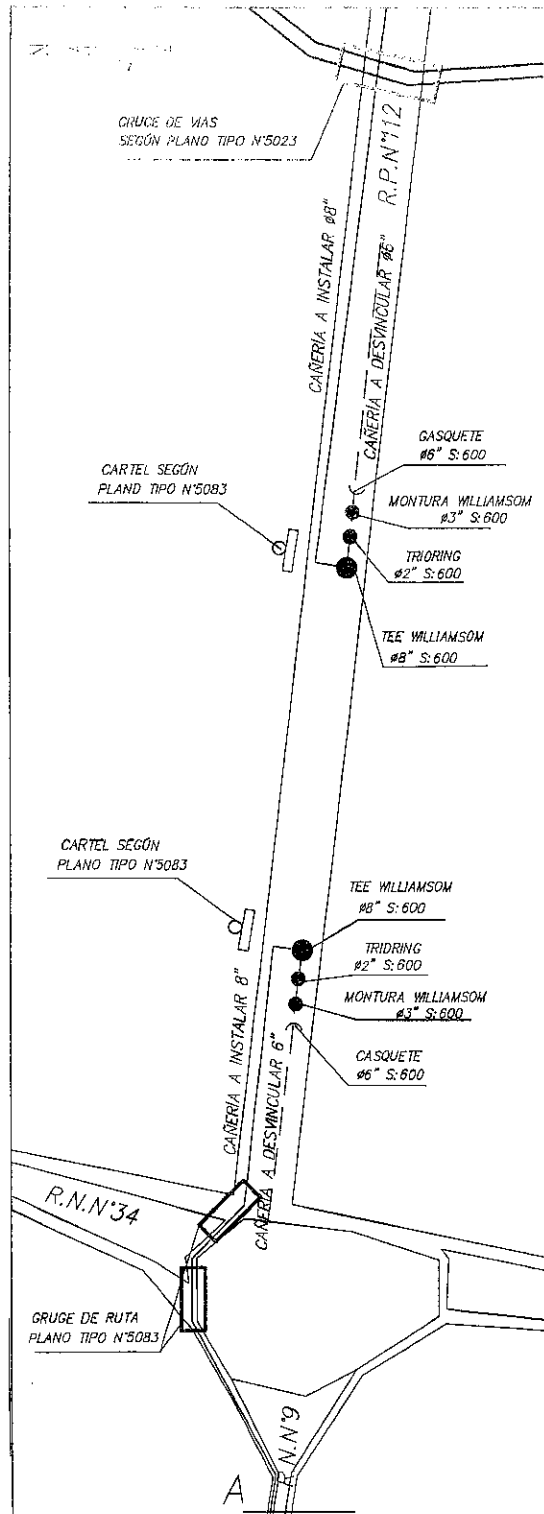 GRUCE DE VIAS
SEGÚN PLANO TIPO N°5023
R.P.N°112
CAÑERIA A INSTALAR ø8"
CAÑERIA A DESVINCULAR ø6"
GASQUETE
ø6" S:600
CARTEL SEGÚN
PLAND TIPO N°5083
MONTURA WILLIAMSOM
ø3" S:600
TRIORING
ø2" S:600
TEE WILLIAMSOM
ø8" S:600
CARTEL SEGÚN
PLANO TIPO N°5083
TEE WILLIAMSOM
ø8" S:600
TRIDRING
ø2" S:600
MONTURA WILLIAMSOM
ø3" S:600
CASQUETE
ø6" S:600
CAÑERIA A INSTALAR 8"
CAÑERIA A DESVINCULAR 6"
R.N.N°34
GRUGE DE RUTA
PLANO TIPO N°5083
R.N.N°9
A